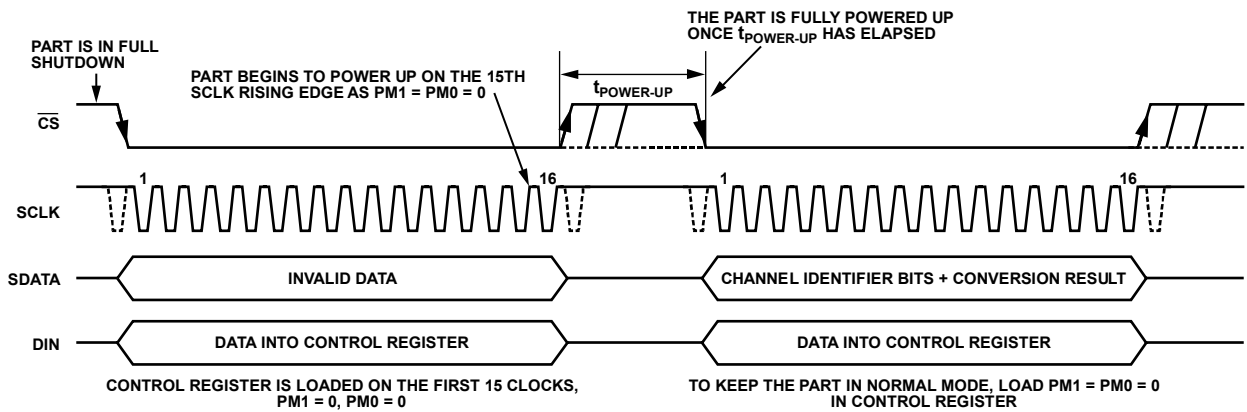 PART IS IN FULL
SHUTDOWN
PART BEGINS TO POWER UP ON THE 15TH
SCLK RISING EDGE AS PM1 = PM0 = 0
tPOWER-UP
THE PART IS FULLY POWERED UP
ONCE tPOWER-UP HAS ELAPSED
CS
SCLK
1
16
1
16
SDATA
INVALID DATA
CHANNEL IDENTIFIER BITS + CONVERSION RESULT
DIN
DATA INTO CONTROL REGISTER
DATA INTO CONTROL REGISTER
CONTROL REGISTER IS LOADED ON THE FIRST 15 CLOCKS,
PM1 = 0, PM0 = 0
TO KEEP THE PART IN NORMAL MODE, LOAD PM1 = PM0 = 0
IN CONTROL REGISTER